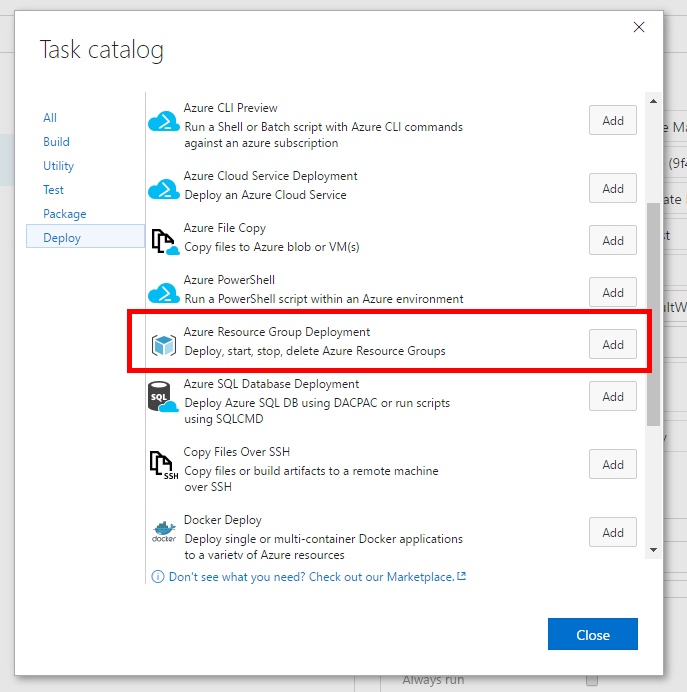 Task catalog
All
Build
Utility
Test
Package
Deploy
Azure CLI Preview
Run a Shell or Batch script with Azure CLI commands
against an azure subscription
Add
Azure Cloud Service Deployment
Deploy an Azure Cloud Service
Add
Azure File Copy
Copy files to Azure blob or VM(s)
Add
Azure PowerShell
Run a PowerShell script within an Azure environment
Add
Azure Resource Group Deployment
Deploy, start, stop, delete Azure Resource Groups
Add
SQL
Azure SQL Database Deployment
Deploy Azure SQL DB using DACPAC or run scripts
using SQLCMD
Add
SSH
Copy Files Over SSH
Copy files or build artifacts to a remote machine
over SSH
Add
docker
Docker Deploy
Deploy single or multi-container Docker applications
to a variety of Azure resources
Add
Don't see what you need? Check out our Marketplace.
Close
Always run